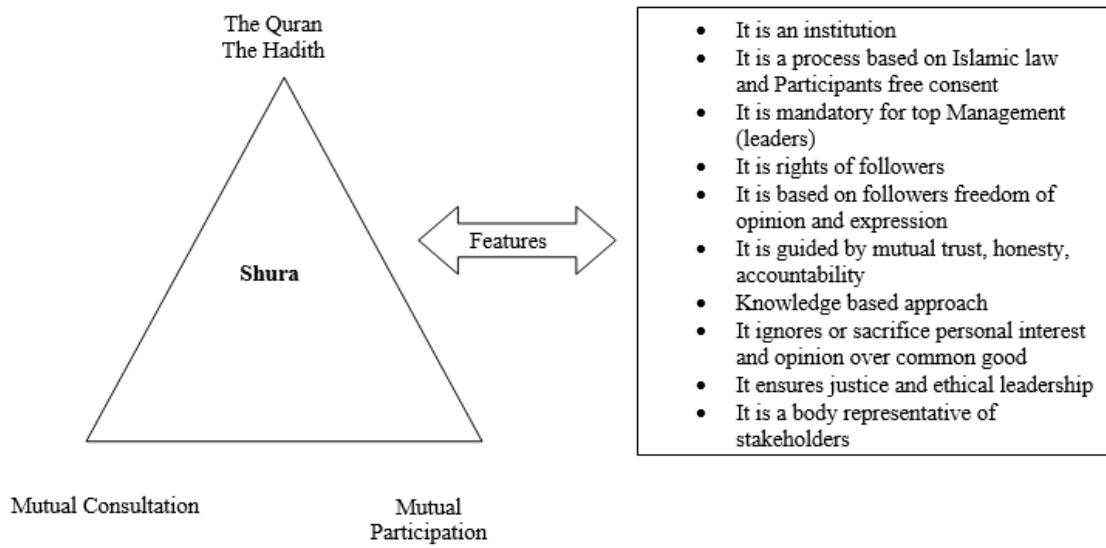 The Quran
The Hadith
Shura
Mutual Consultation
Mutual
Participation
Features
• It is an institution
• It is a process based on Islamic law
and Participants free consent
• It is mandatory for top Management
(leaders)
• It is rights of followers
• It is based on followers freedom of
opinion and expression
• It is guided by mutual trust, honesty,
accountability
• Knowledge based approach
• It ignores or sacrifice personal interest
and opinion over common good
• It ensures justice and ethical leadership
• It is a body representative of
stakeholders